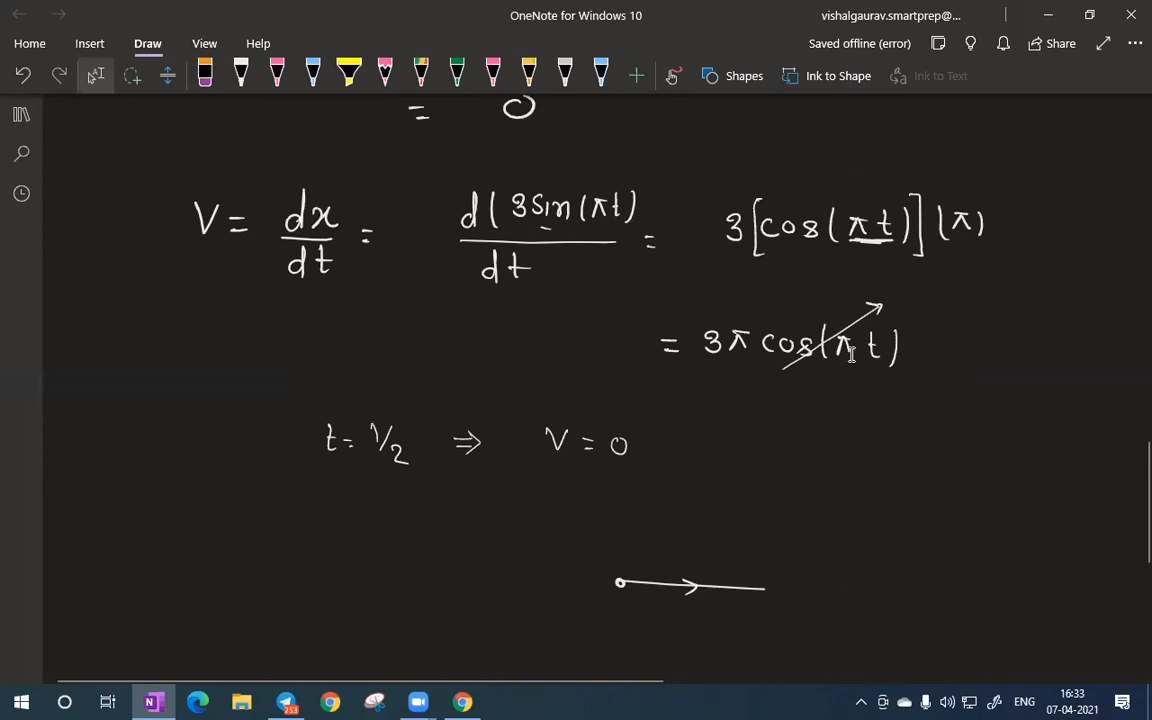 OneNote for Windows 10
vishalgaurav.smartprep@...
Home Insert Draw View Help
Saved offline (error)
Share
Shapes
Ink to Shape
Ink to Text
= 0
V = dx/dt = d(3sin(πt)/dt = 3[cos(πt)](π)
= 3π cos(πt)
t = 1/2 ⇒ V = 0
253
N
ENG
16:33
07-04-2021
3